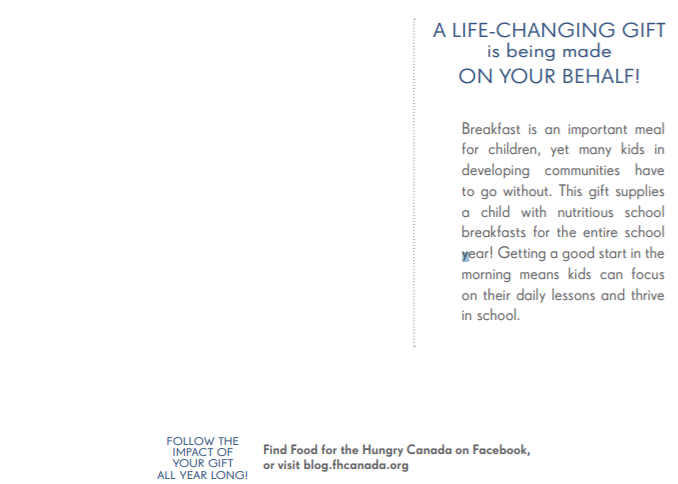 A LIFE-CHANGING GIFT
is being made
ON YOUR BEHALF!
Breakfast is an important meal
for children, yet many kids in
developing communities have
to go without. This gift supplies
a child with nutritious school
breakfasts for the entire school
year! Getting a good start in the
morning means kids can focus
on their daily lessons and thrive
in school.
FOLLOW THE
IMPACT OF
YOUR GIFT
ALL YEAR LONG!
Find Food for the Hungry Canada on Facebook,
or visit blog.fhcanada.org